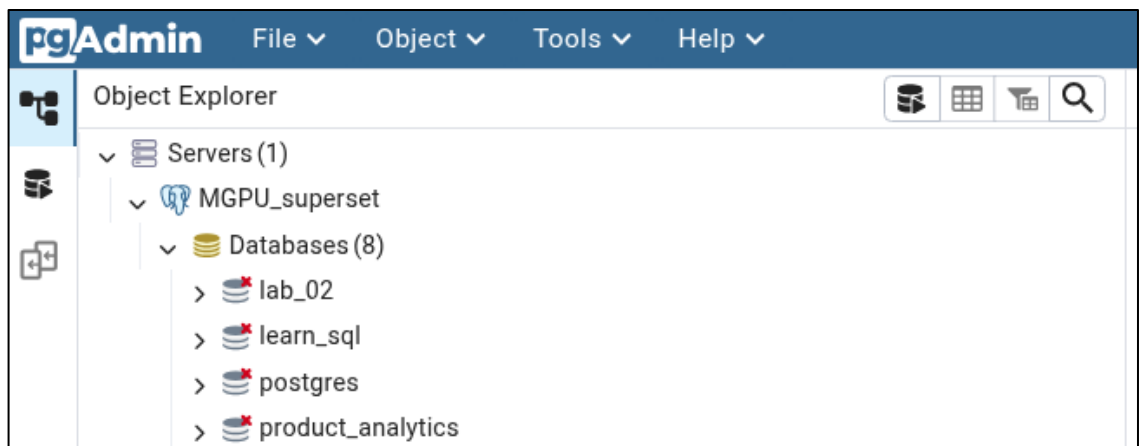 pgAdmin File Object Tools Help
Object Explorer
Servers (1)
MGPU_superset
Databases (8)
lab_02
learn_sql
postgres
product_analytics